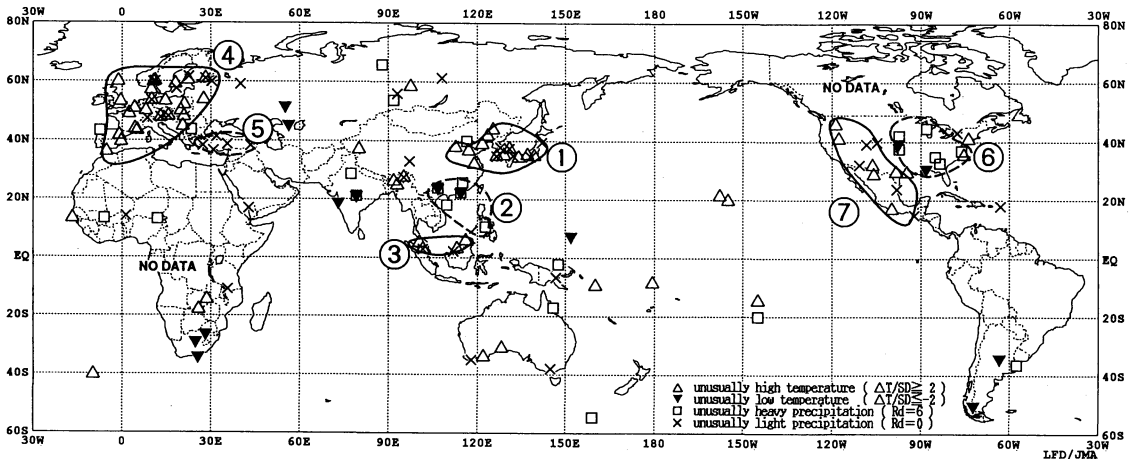 30W 0 30E 60E 90E 120E 150E 180 150W 120W 90W 60W 30W
80N 80N
60N 60N
40N 40N
20N 20N
EQ EQ
20S 20S
40S 40S
60S 60S
④
⑤
①
②
③
⑥
⑦
NO DATA
NO DATA
△ unusually high temperature ( △T/SD≧ 2 )
▼ unusually low temperature ( △T/SD≦-2 )
□ unusually heavy precipitation ( Rd=6 )
× unusually light precipitation ( Rd=0 )
30W 0 30E 60E 90E 120E 150E 180 150W 120W 90W 60W 30W
LFD/JMA